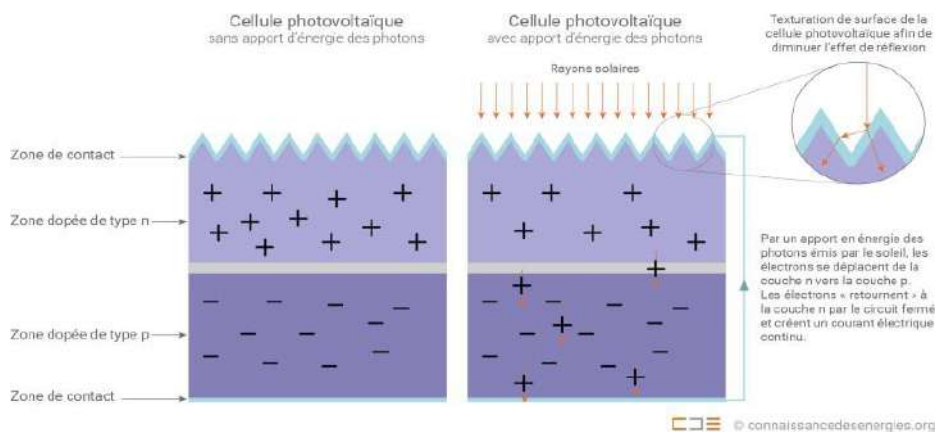 Cellule photovoltaïque
sans apport d'énergie des photons
Cellule photovoltaïque
avec apport d'énergie des photons
Texturation de surface de la
cellule photovoltaïque afin de
diminuer l'effet de réflexion
Rayons solaires
Zone de contact
Zone dopée de type n
Zone dopée de type p
Zone de contact
Par un apport en énergie des
photons émis par le soleil, les
électrons se déplacent de la
couche n vers la couche p.
Les électrons « retournent » à
la couche n par le circuit fermé
et créent un courant électrique
continu.
CDE © connaissancedesenergies.org